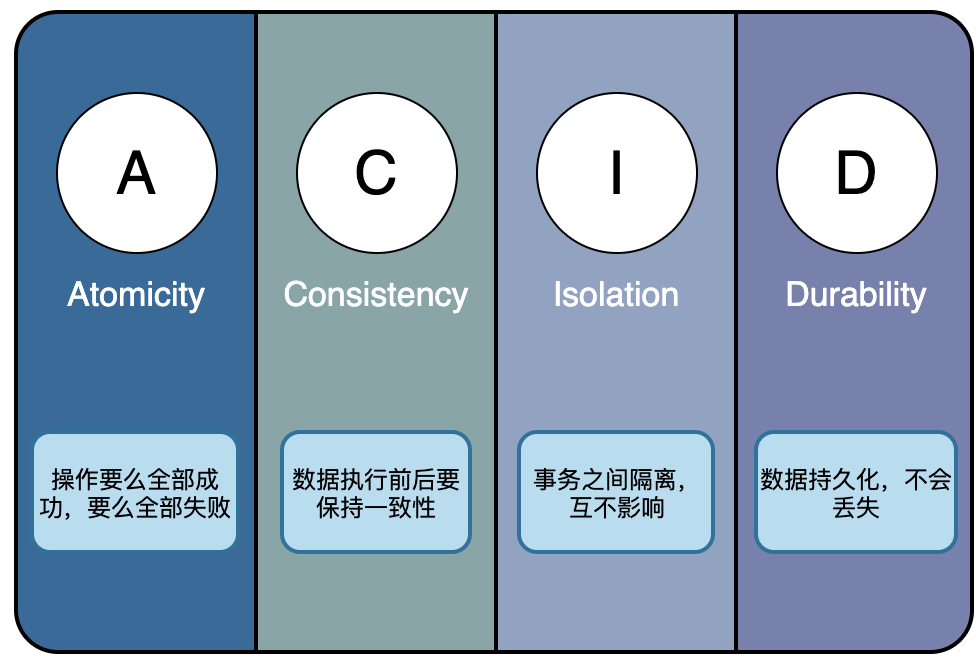 A
Atomicity
操作要么全部成
功，要么全部失败
C
Consistency
数据执行前后要
保持一致性
I
Isolation
事务之间隔离，
互不影响
D
Durability
数据持久化，不会
丢失